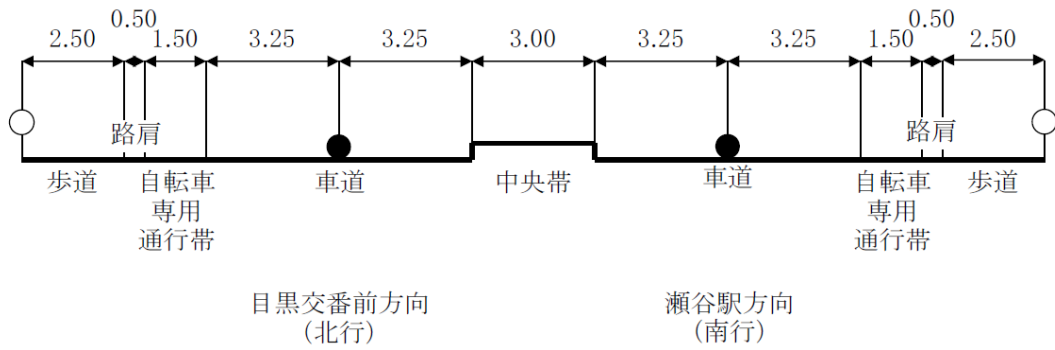 0.50
0.50
2.50 1.50 3.25 3.25 3.00 3.25 3.25 1.50 2.50
路肩
路肩
歩道 自転車 車道 中央帯 車道 自転車 歩道
専用
専用
通行帯
通行帯
目黒交番前方向 瀬谷駅方向
(北行) (南行)